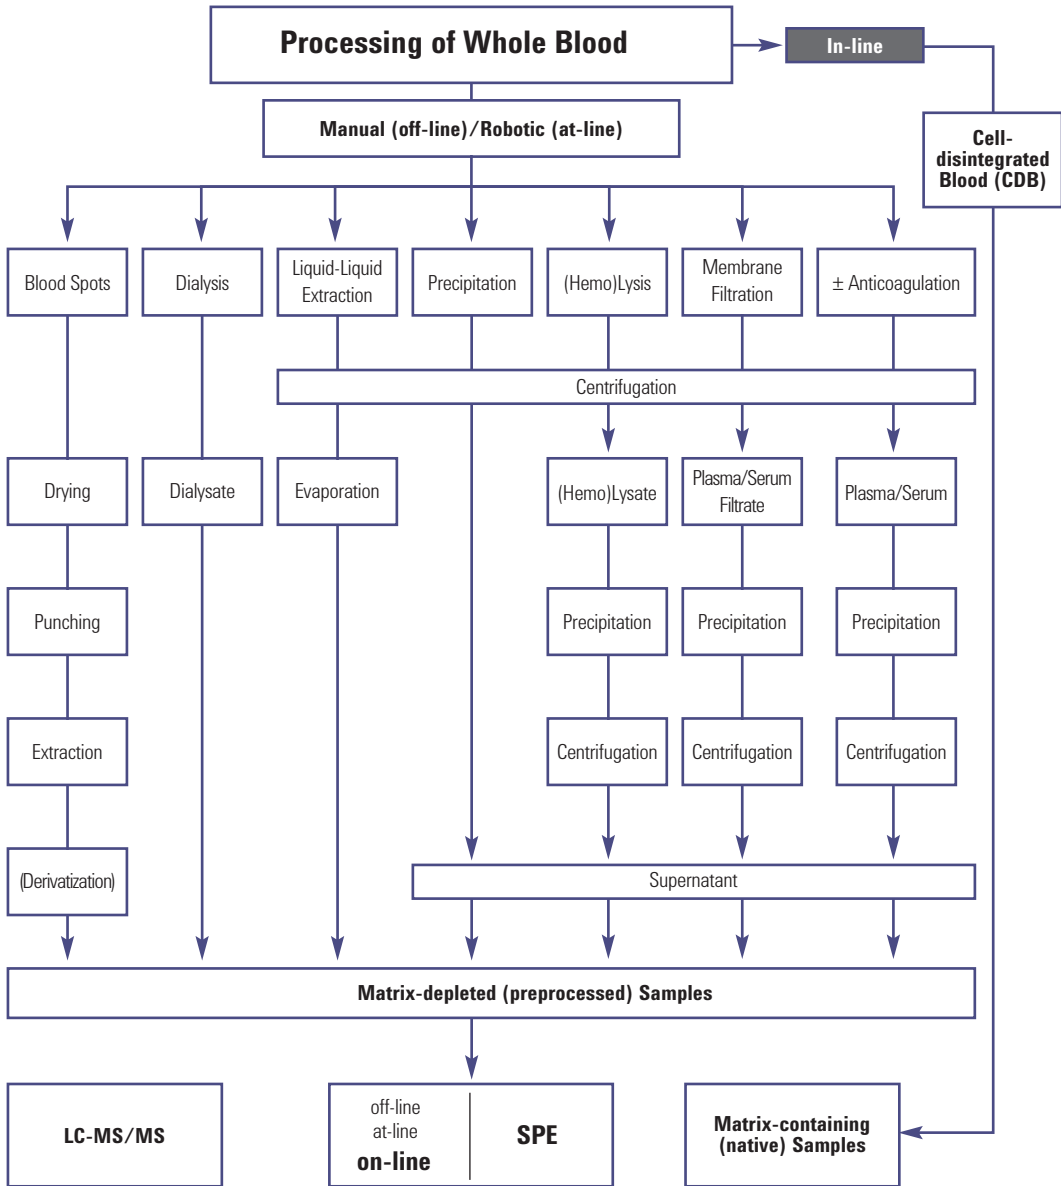 Processing of Whole Blood
In-line
Manual (off-line)/Robotic (at-line)
Cell-
disintegrated
Blood (CDB)
Blood Spots
Dialysis
Liquid-Liquid
Extraction
Precipitation
(Hemo)Lysis
Membrane
Filtration
± Anticoagulation
Centrifugation
Drying
Dialysate
Evaporation
(Hemo)Lysate
Plasma/Serum
Filtrate
Plasma/Serum
Punching
Precipitation
Precipitation
Precipitation
Extraction
Centrifugation
Centrifugation
Centrifugation
(Derivatization)
Supernatant
Matrix-depleted (preprocessed) Samples
LC-MS/MS
off-line
at-line
on-line
SPE
Matrix-containing
(native) Samples